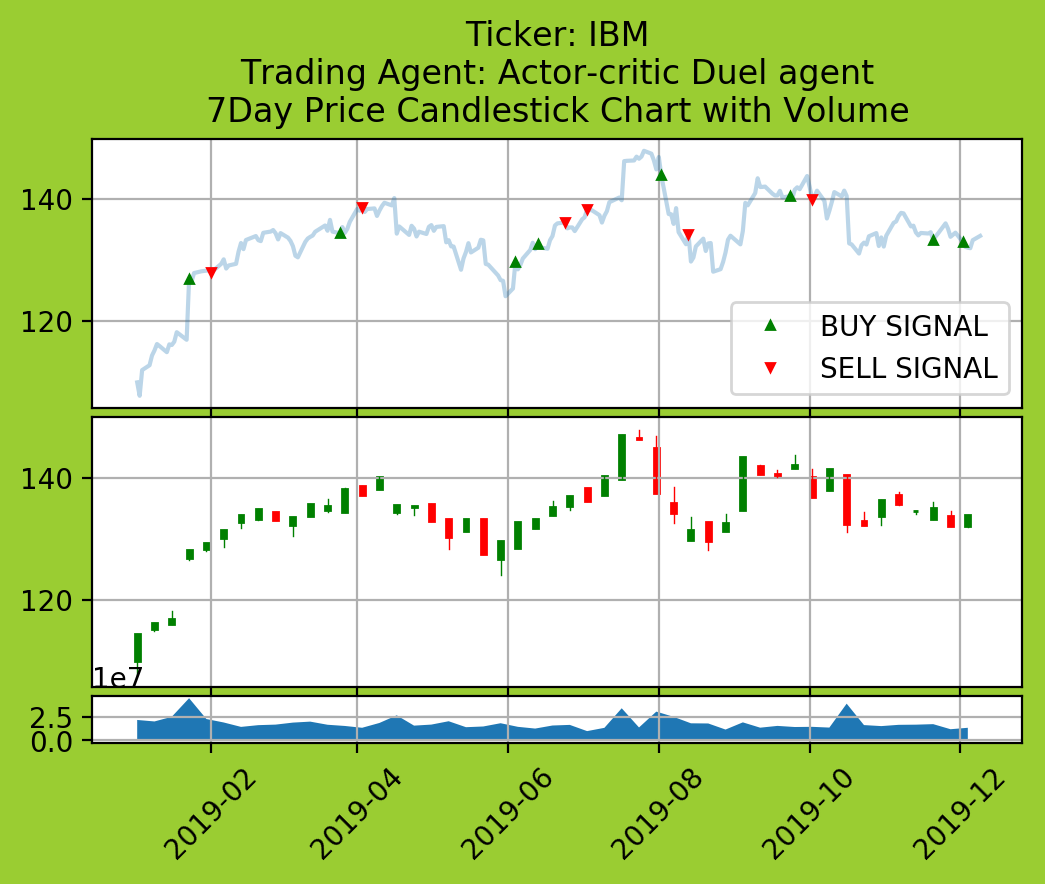 Ticker: IBM
Trading Agent: Actor-critic Duel agent
7Day Price Candlestick Chart with Volume
140
120
BUY SIGNAL
SELL SIGNAL
140
120
1e7
2.5
0.0
2019-02
2019-04
2019-06
2019-08
2019-10
2019-12